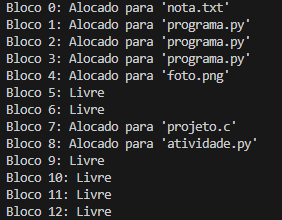 Bloco 0: Alocado para 'nota.txt'
Bloco 1: Alocado para 'programa.py'
Bloco 2: Alocado para 'programa.py'
Bloco 3: Alocado para 'programa.py'
Bloco 4: Alocado para 'foto.png'
Bloco 5: Livre
Bloco 6: Livre
Bloco 7: Alocado para 'projeto.c'
Bloco 8: Alocado para 'atividade.py'
Bloco 9: Livre
Bloco 10: Livre
Bloco 11: Livre
Bloco 12: Livre